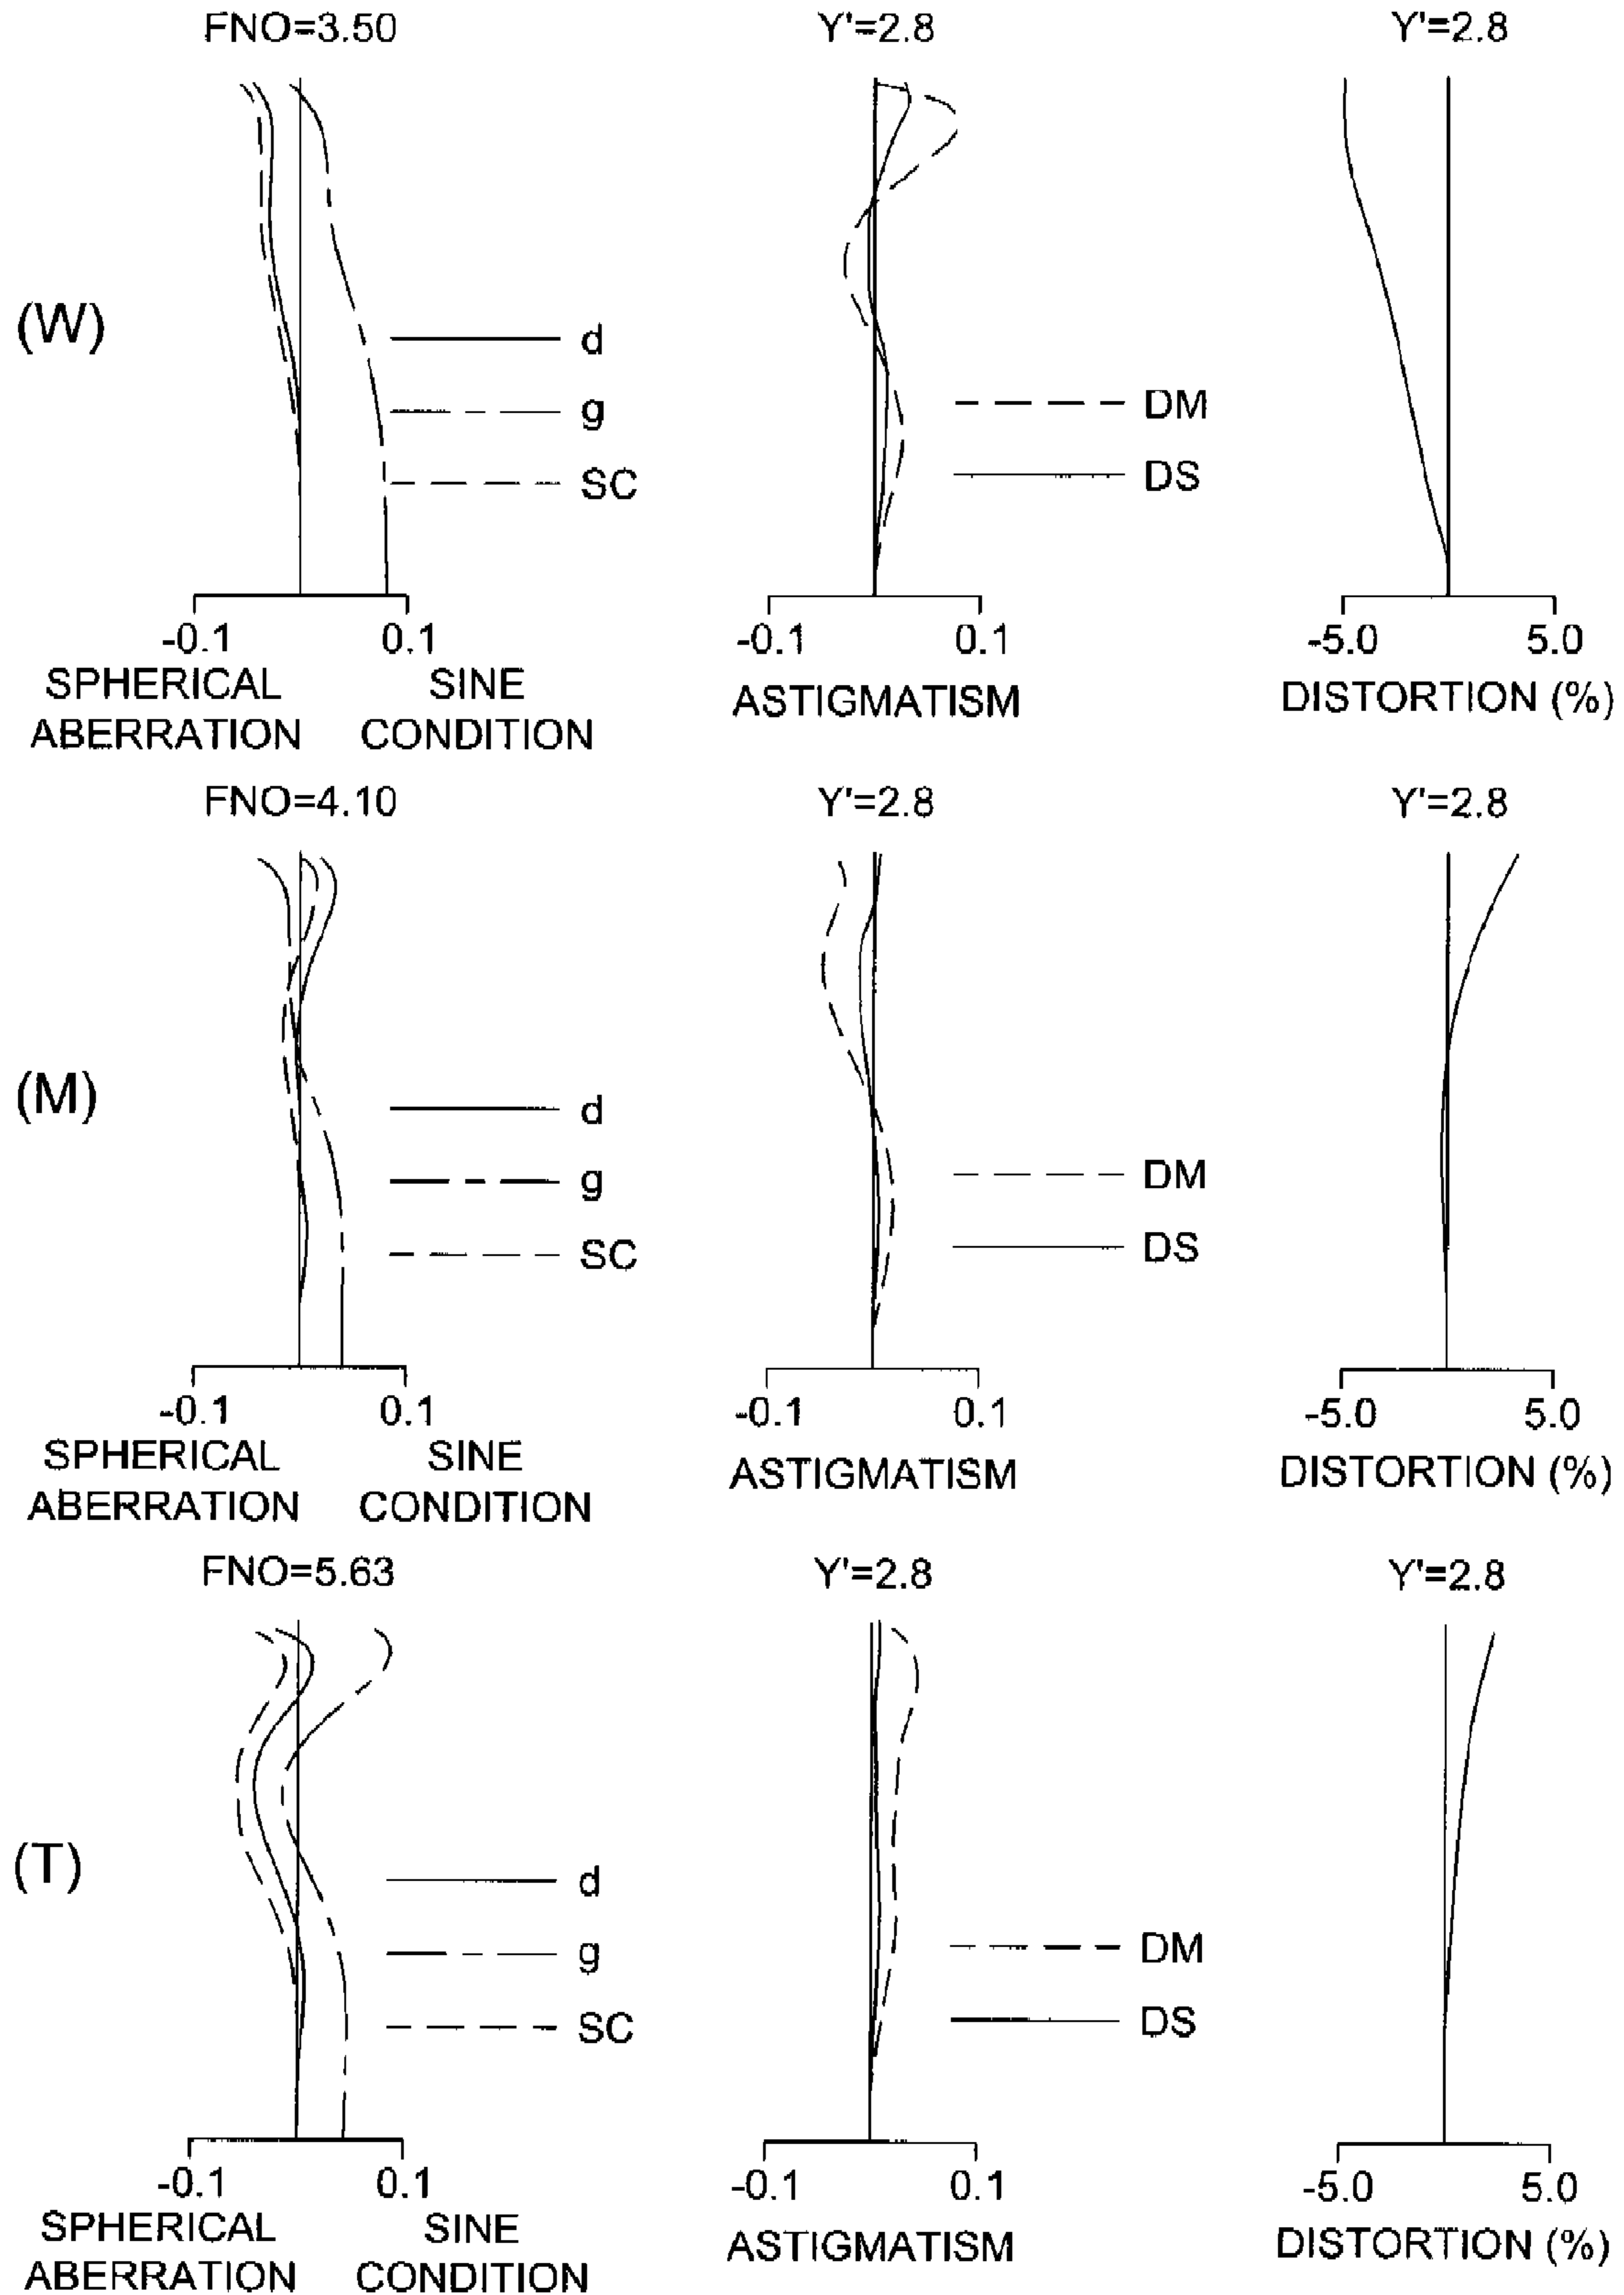 FNO=3.50 Y'=2.8 Y'=2.8
(W)
d
g
SC
DM
DS
-0.1 0.1 -0.1 0.1 -5.0 5.0
SPHERICAL SINE ASTIGMATISM DISTORTION (%)
ABERRATION CONDITION
FNO=4.10 Y'=2.8 Y'=2.8
(M)
d
g
SC
DM
DS
-0.1 0.1 -0.1 0.1 -5.0 5.0
SPHERICAL SINE ASTIGMATISM DISTORTION (%)
ABERRATION CONDITION
FNO=5.63 Y'=2.8 Y'=2.8
(T)
d
g
SC
DM
DS
-0.1 0.1 -0.1 0.1 -5.0 5.0
SPHERICAL SINE ASTIGMATISM DISTORTION (%)
ABERRATION CONDITION